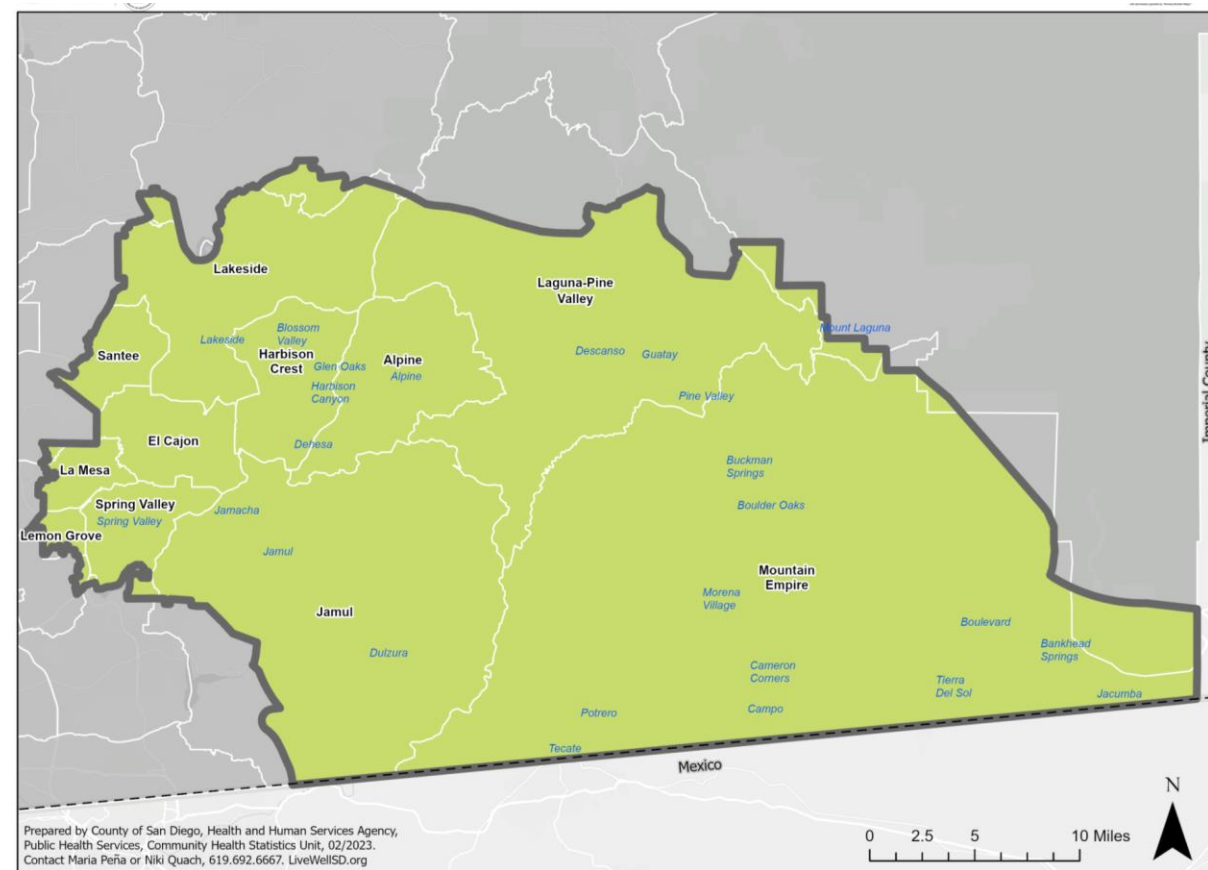 Lakeside
Laguna-Pine
Valley
Santee
Lakeside
Blossom
Valley
Harbison
Crest
Glen Oaks
Harbison
Canyon
Alpine
Alpine
Descanso
Guatay
Mount Laguna
Pine Valley
Imperial County
El Cajon
Dehesa
La Mesa
Spring Valley
Spring Valley
Lemon Grove
Jamacha
Jamul
Buckman
Springs
Boulder Oaks
Mountain
Empire
Morena
Village
Jamul
Dulzura
Boulevard
Bankhead
Springs
Cameron
Corners
Tierra
Del Sol
Jacumba
Potrero
Campo
Tecate
Mexico
N
0 2.5 5 10 Miles
Prepared by County of San Diego, Health and Human Services Agency,
Public Health Services, Community Health Statistics Unit, 02/2023.
Contact Maria Peña or Niki Quach, 619.692.6667, LiveWellSD.org